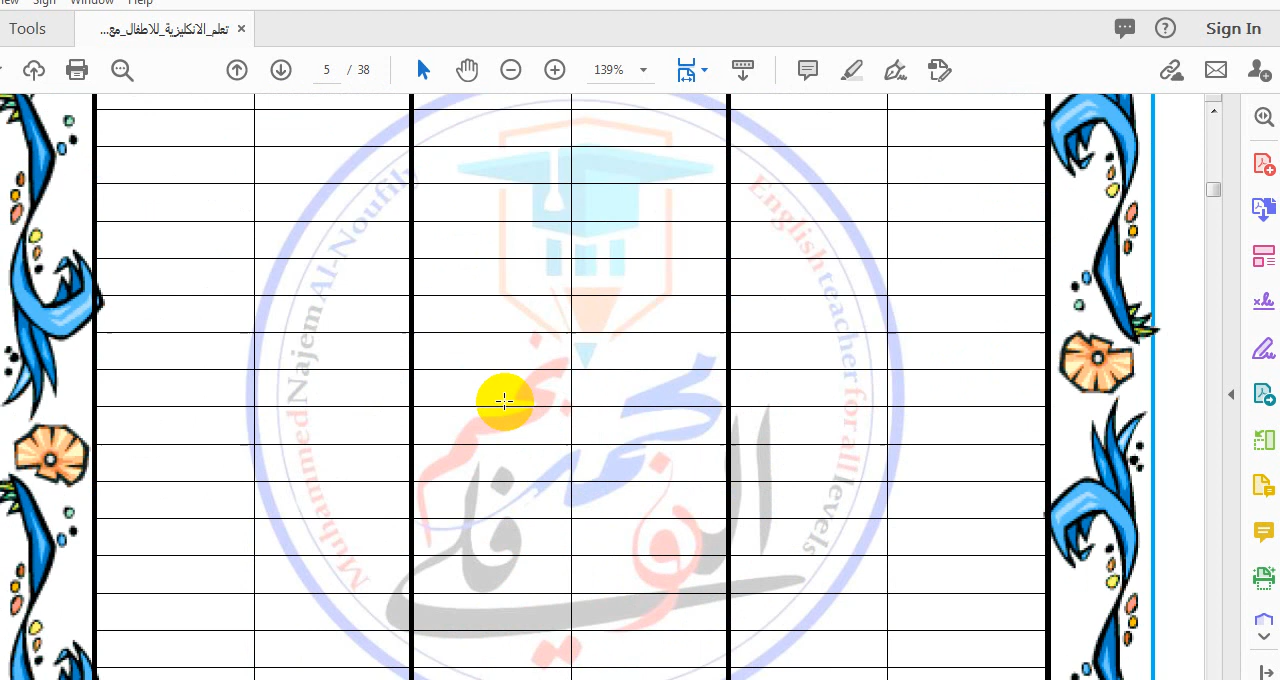 View Sign Window Help
Tools
تعلم_الانكليزية_للاطفال_مع...
Sign In
5 / 38
139%
Muhammed Najem Al-Noufily
English teacher for all levels
محمد نجم النوفلي